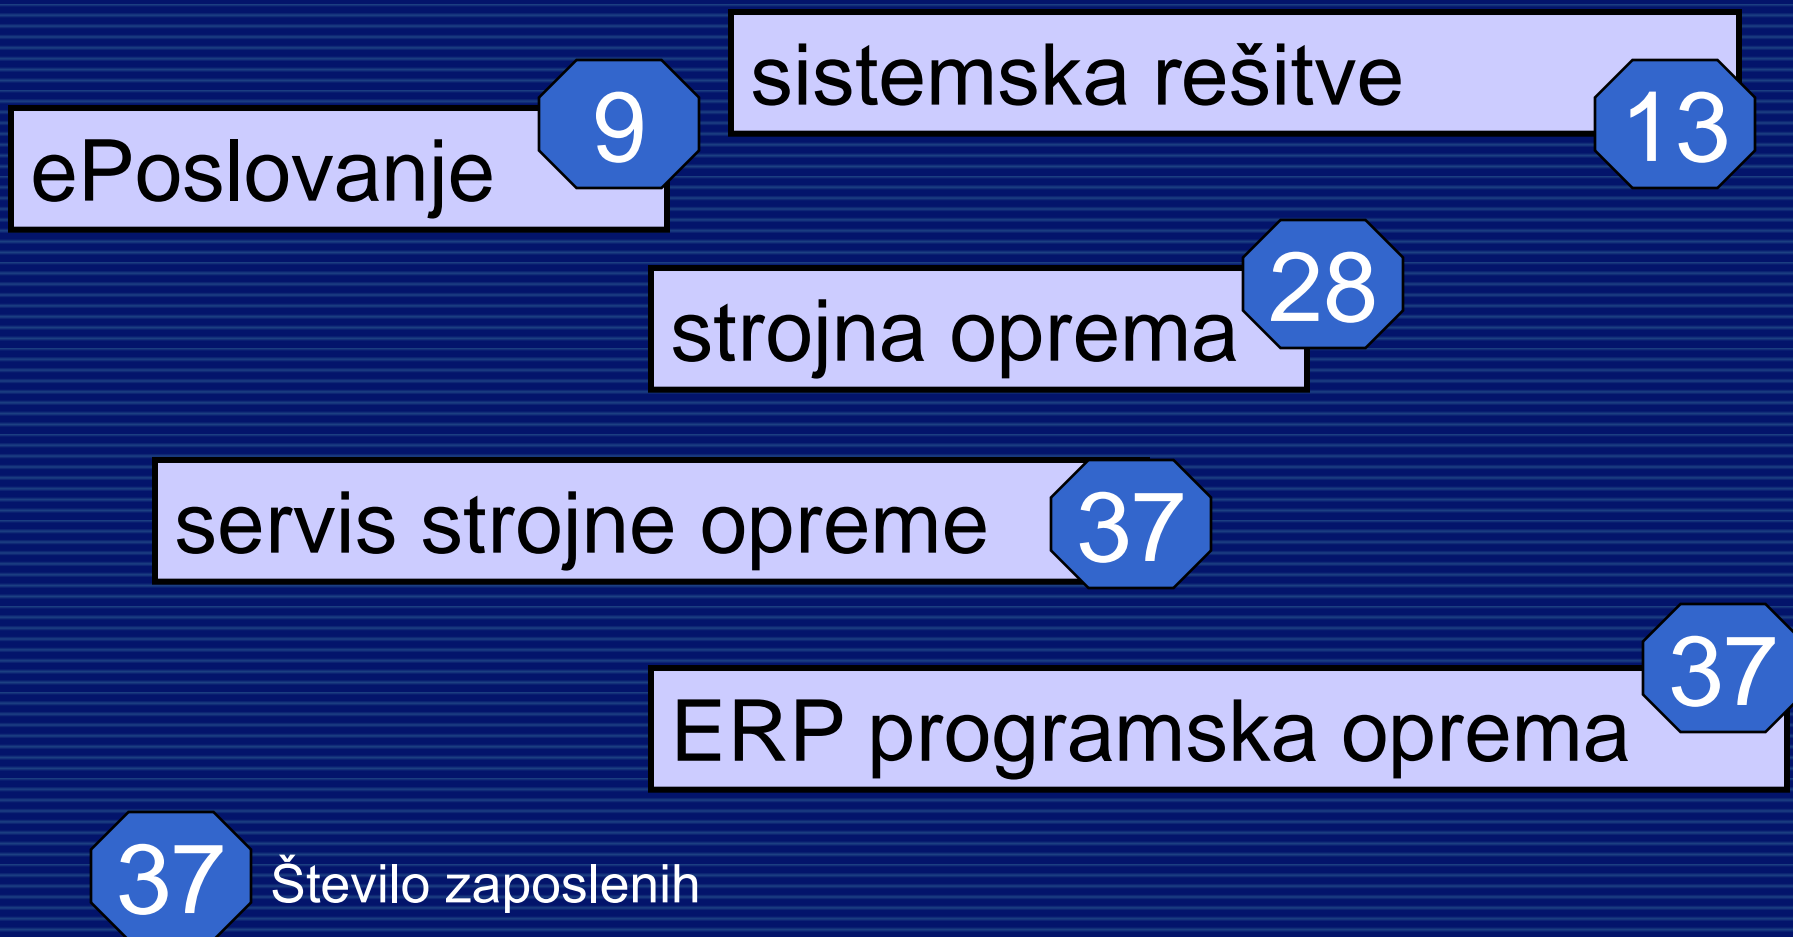 sistemska rešitve
13
ePoslovanje
9
strojna oprema
28
servis strojne opreme
37
ERP programska oprema
37
37
Število zaposlenih